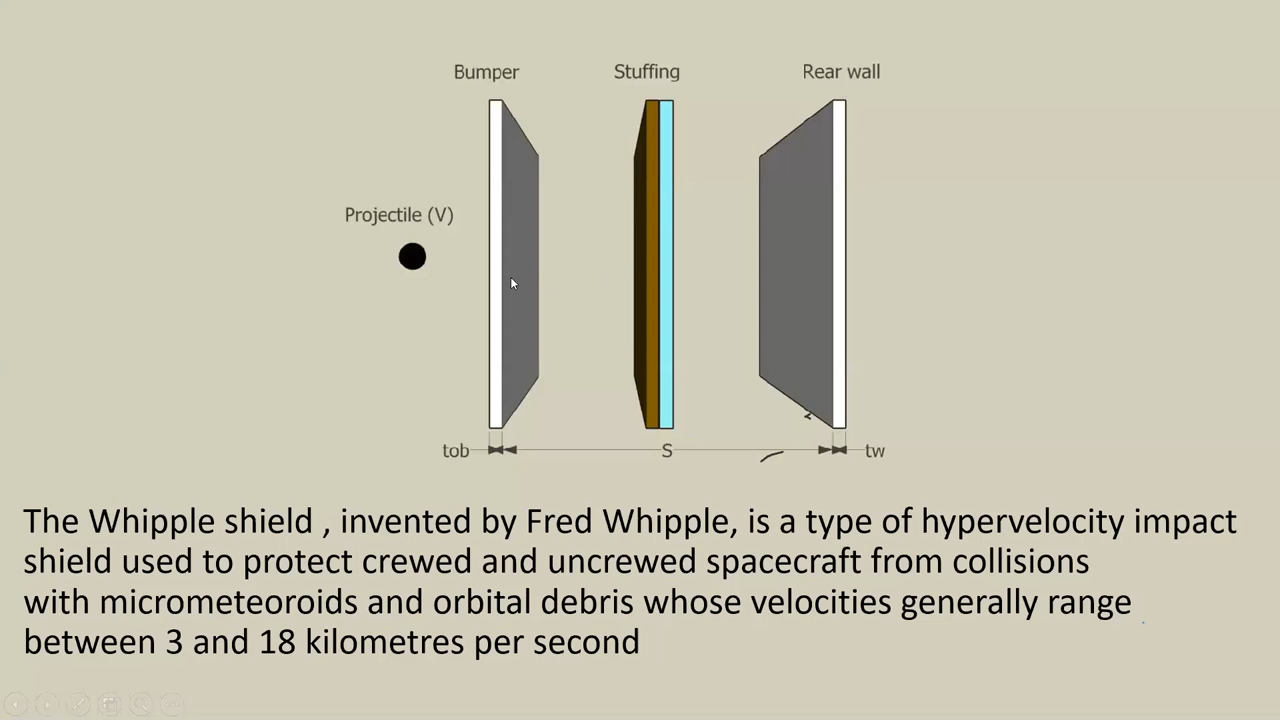 Bumper Stuffing Rear wall
Projectile (V)
tob S tw
The Whipple shield , invented by Fred Whipple, is a type of hypervelocity impact
shield used to protect crewed and uncrewed spacecraft from collisions
with micrometeoroids and orbital debris whose velocities generally range
between 3 and 18 kilometres per second